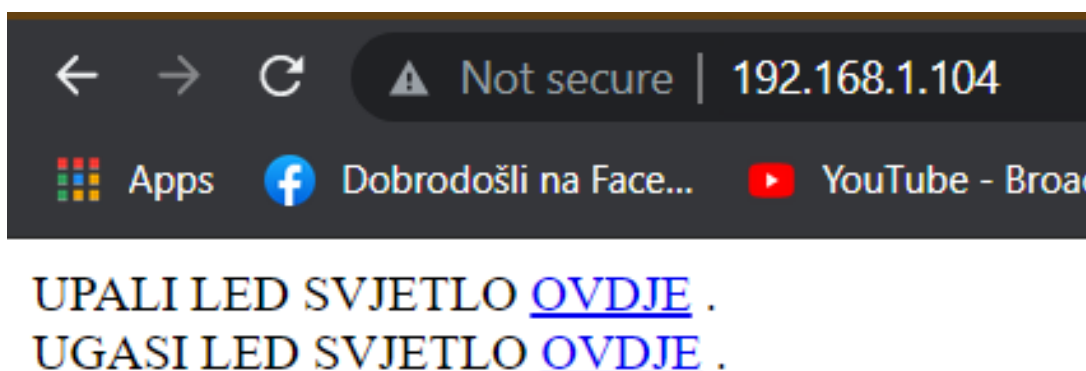 Not secure | 192.168.1.104
Apps Dobrodošli na Face... YouTube - Broad
UPALI LED SVJETLO OVDJE .
UGASI LED SVJETLO OVDJE .